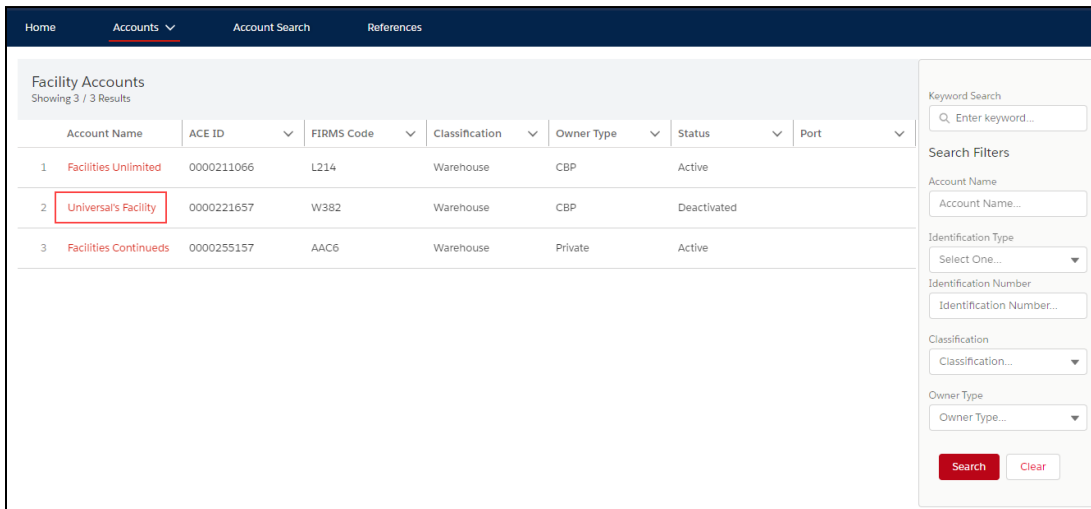 Home Accounts Account Search References
Facility Accounts
Showing 3 / 3 Results
Account Name ACE ID FIRMS Code Classification Owner Type Status Port
1 Facilities Unlimited 0000211066 L214 Warehouse CBP Active
2 Universal's Facility 0000221657 W382 Warehouse CBP Deactivated
3 Facilities Continueds 0000255157 AAC6 Warehouse Private Active
Keyword Search
Enter keyword...
Search Filters
Account Name
Account Name...
Identification Type
Select One...
Identification Number
Identification Number...
Classification
Classification...
Owner Type
Owner Type...
Search Clear